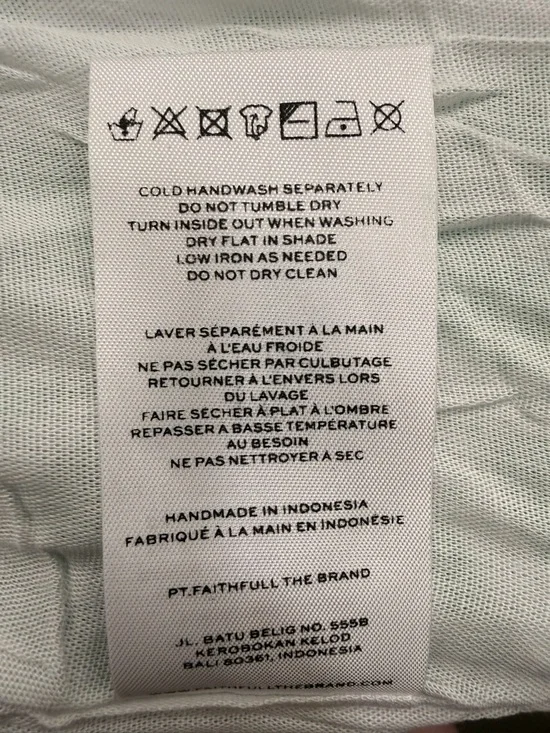 COLD HANDWASH SEPARATELY
DO NOT TUMBLE DRY
TURN INSIDE OUT WHEN WASHING
DRY FLAT IN SHADE
LOW IRON AS NEEDED
DO NOT DRY CLEAN
LAVER SÉPARÉMENT À LA MAIN
À L'EAU FROIDE
NE PAS SÉCHER PAR CULBUTAGE
RETOURNER À L'ENVERS LORS
DU LAVAGE
FAIRE SÉCHER À PLAT À L'OMBRE
REPASSER A BASSE TEMPÉRATURE
AU BESOIN
NE PAS NETTROYER À SEC
HANDMADE IN INDONESIA
FABRIQUÉ À LA MAIN EN INDONÉSIE
PT.FAITHFULL THE BRAND
JL. BATU BELIG NO. 555B
KEROBOKAN KELOD
BALI 80361, INDONESIA